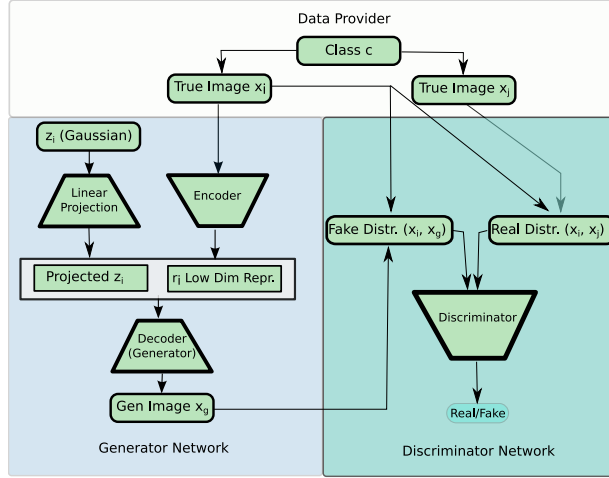 Data Provider
Class c
True Image xᵢ
True Image xⱼ
zᵢ (Gaussian)
Linear
Projection
Encoder
Fake Distr. (xᵢ, x_g)
Real Distr. (xᵢ, xⱼ)
Projected zᵢ
rᵢ Low Dim Repr.
Discriminator
Decoder
(Generator)
Gen Image x_g
Real/Fake
Generator Network
Discriminator Network